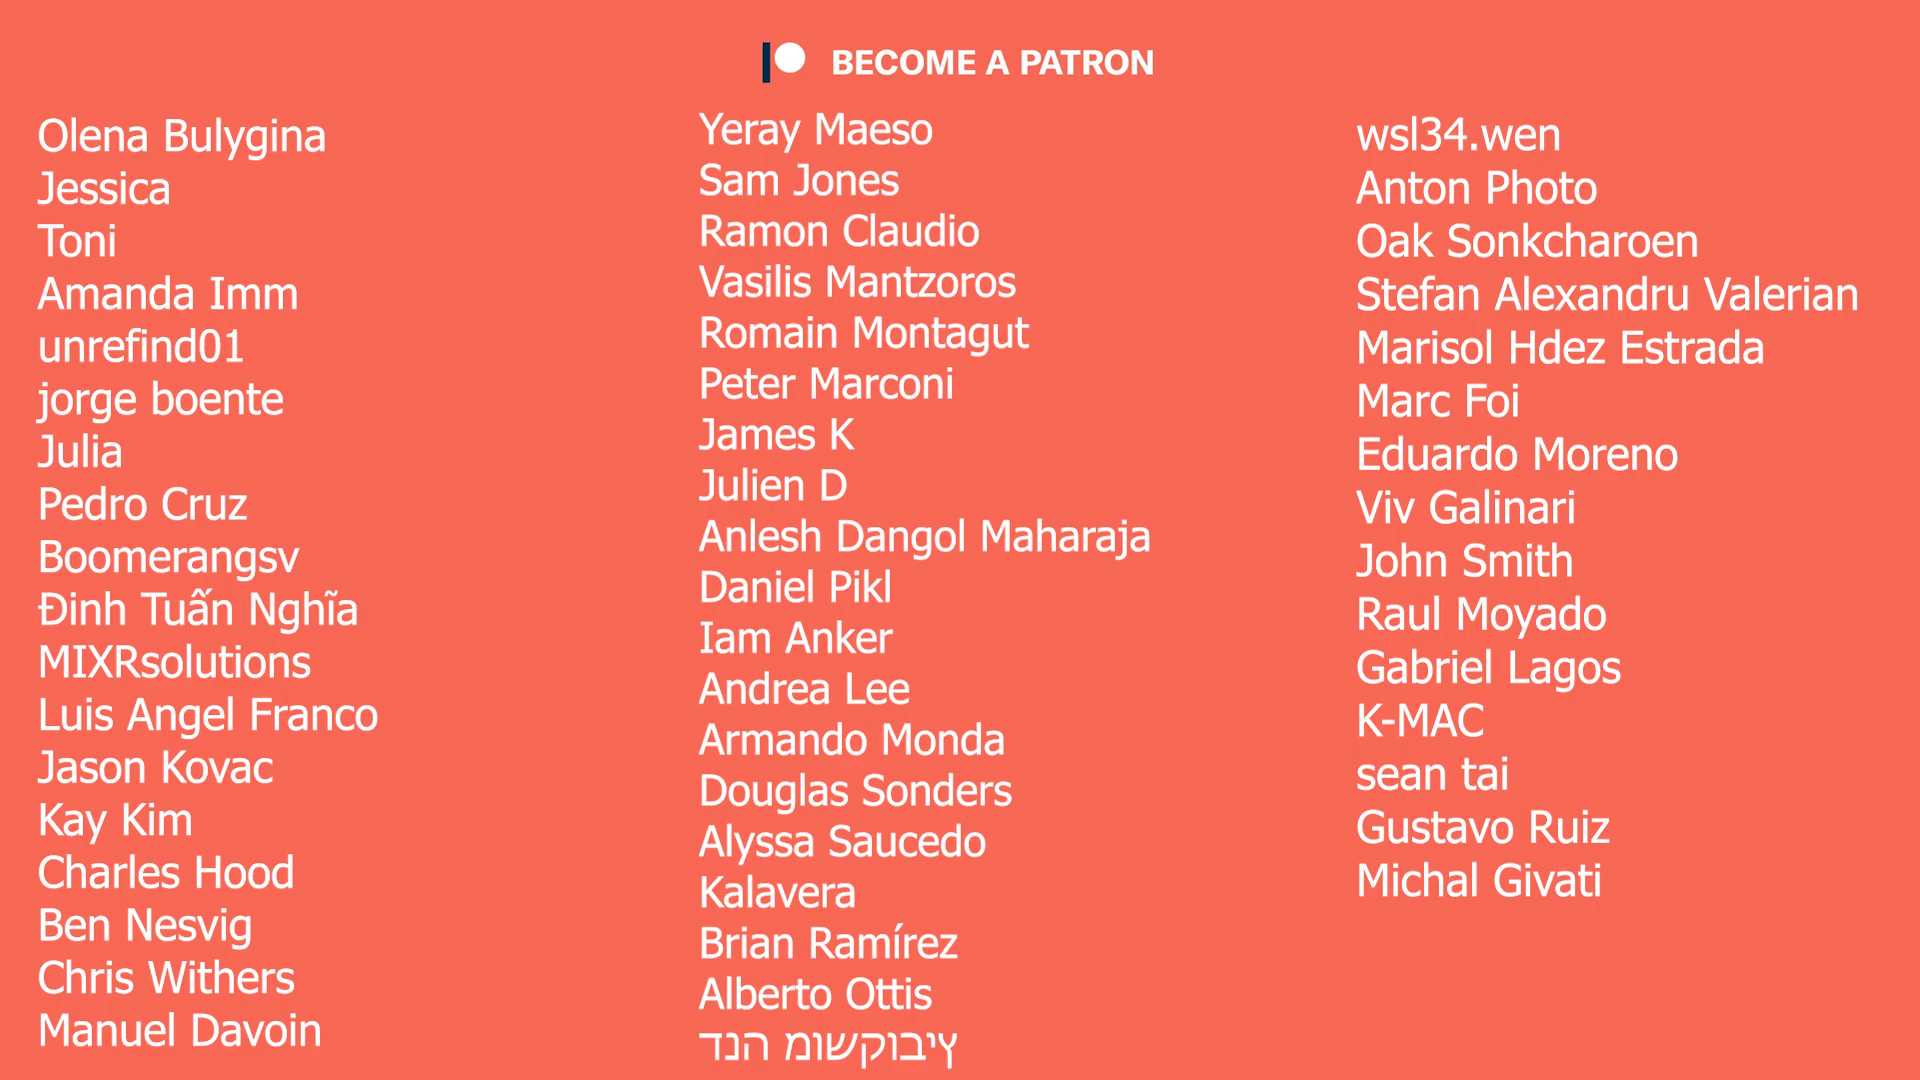 BECOME A PATRON
Olena Bulygina
Jessica
Toni
Amanda Imm
unrefind01
jorge boente
Julia
Pedro Cruz
Boomerangsv
Đinh Tuấn Nghĩa
MIXRsolutions
Luis Angel Franco
Jason Kovac
Kay Kim
Charles Hood
Ben Nesvig
Chris Withers
Manuel Davoin
Yeray Maeso
Sam Jones
Ramon Claudio
Vasilis Mantzoros
Romain Montagut
Peter Marconi
James K
Julien D
Anlesh Dangol Maharaja
Daniel Pikl
Iam Anker
Andrea Lee
Armando Monda
Douglas Sonders
Alyssa Saucedo
Kalavera
Brian Ramírez
Alberto Ottis
דנה מושקוביץ
wsl34.wen
Anton Photo
Oak Sonkcharoen
Stefan Alexandru Valerian
Marisol Hdez Estrada
Marc Foi
Eduardo Moreno
Viv Galinari
John Smith
Raul Moyado
Gabriel Lagos
K-MAC
sean tai
Gustavo Ruiz
Michal Givati